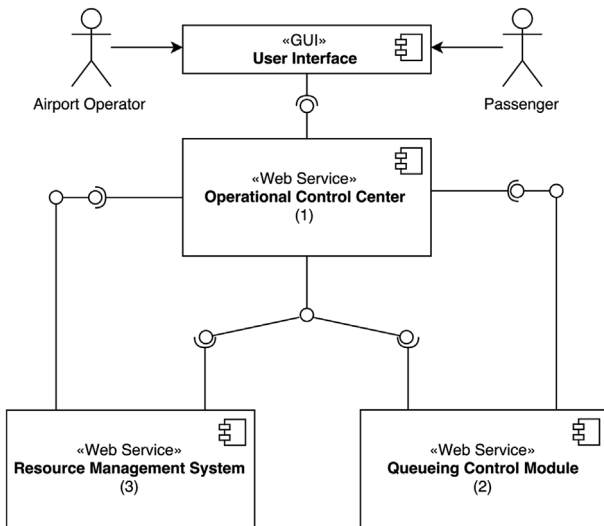 «GUI»
User Interface
Airport Operator
Passenger
«Web Service»
Operational Control Center
(1)
«Web Service»
Resource Management System
(3)
«Web Service»
Queueing Control Module
(2)